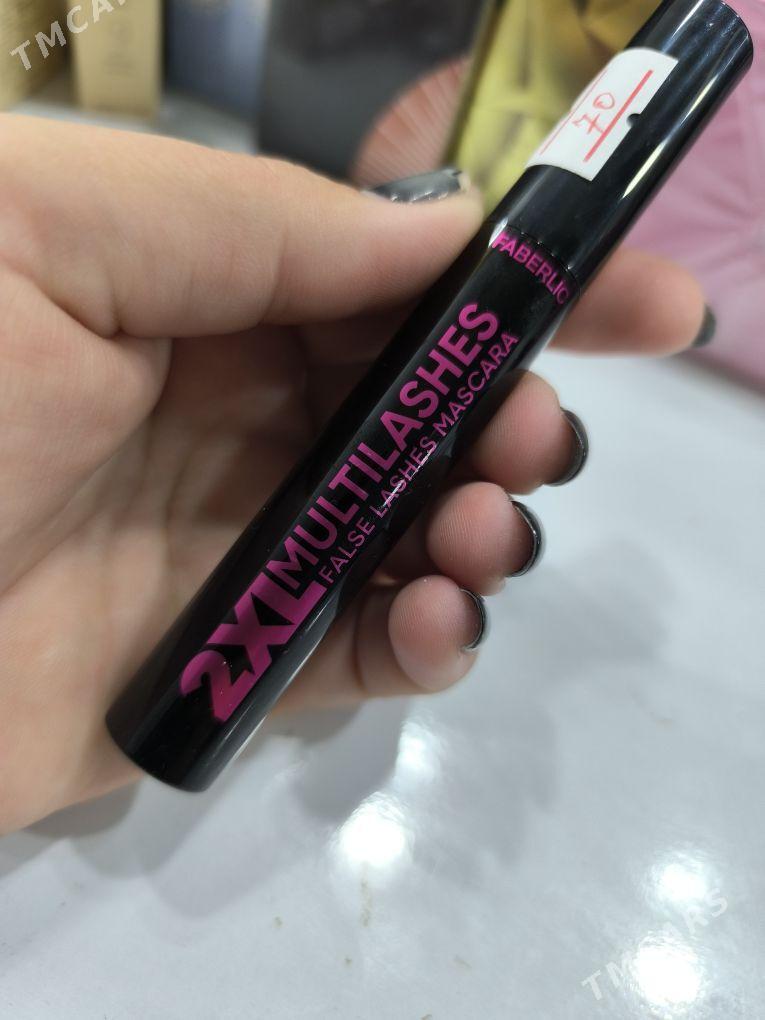 TMCARS
70
FABERLIC
2XL MULTILASHES
FALSE LASHES MASCARA
TMCARS